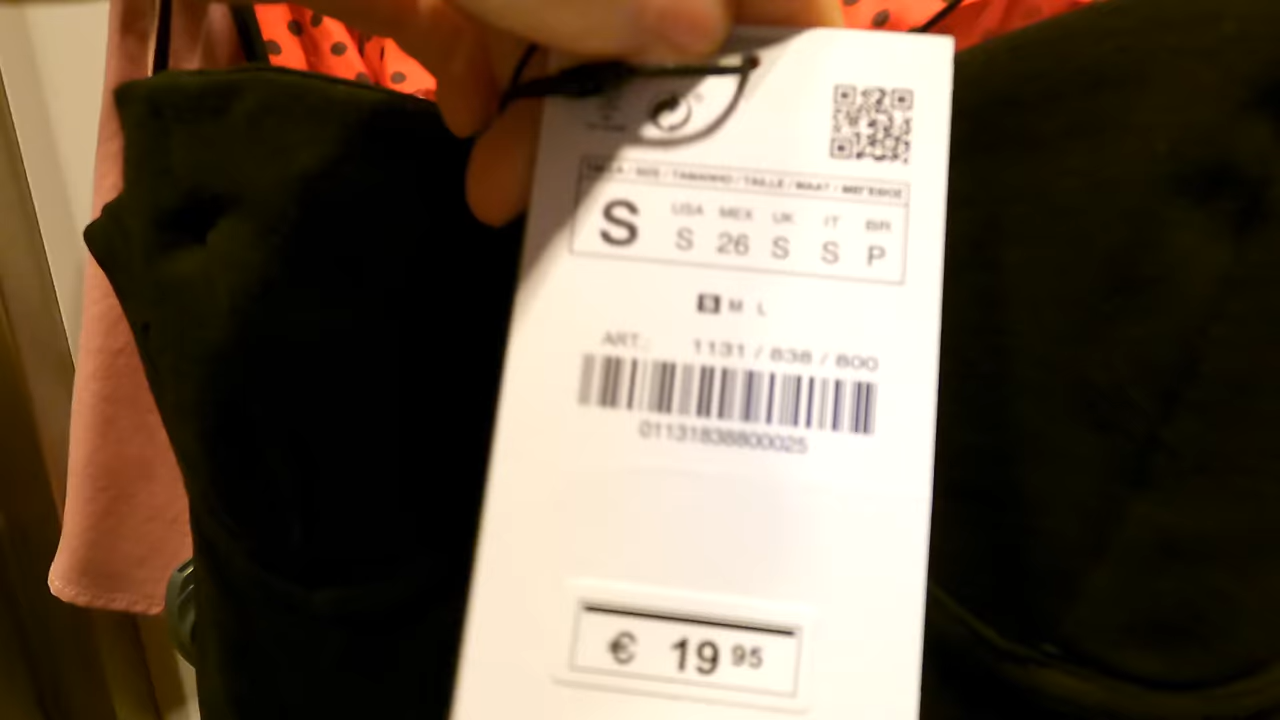 TALLA / SIZE / TAMANHO / TAILLE / MAAT / ΜΕΓΕΘΟΣ
S
USA MEX UK IT BR
S 26 S S P
S M L
ART.: 1131 / 838 / 800
01131838800025
€ 19 95